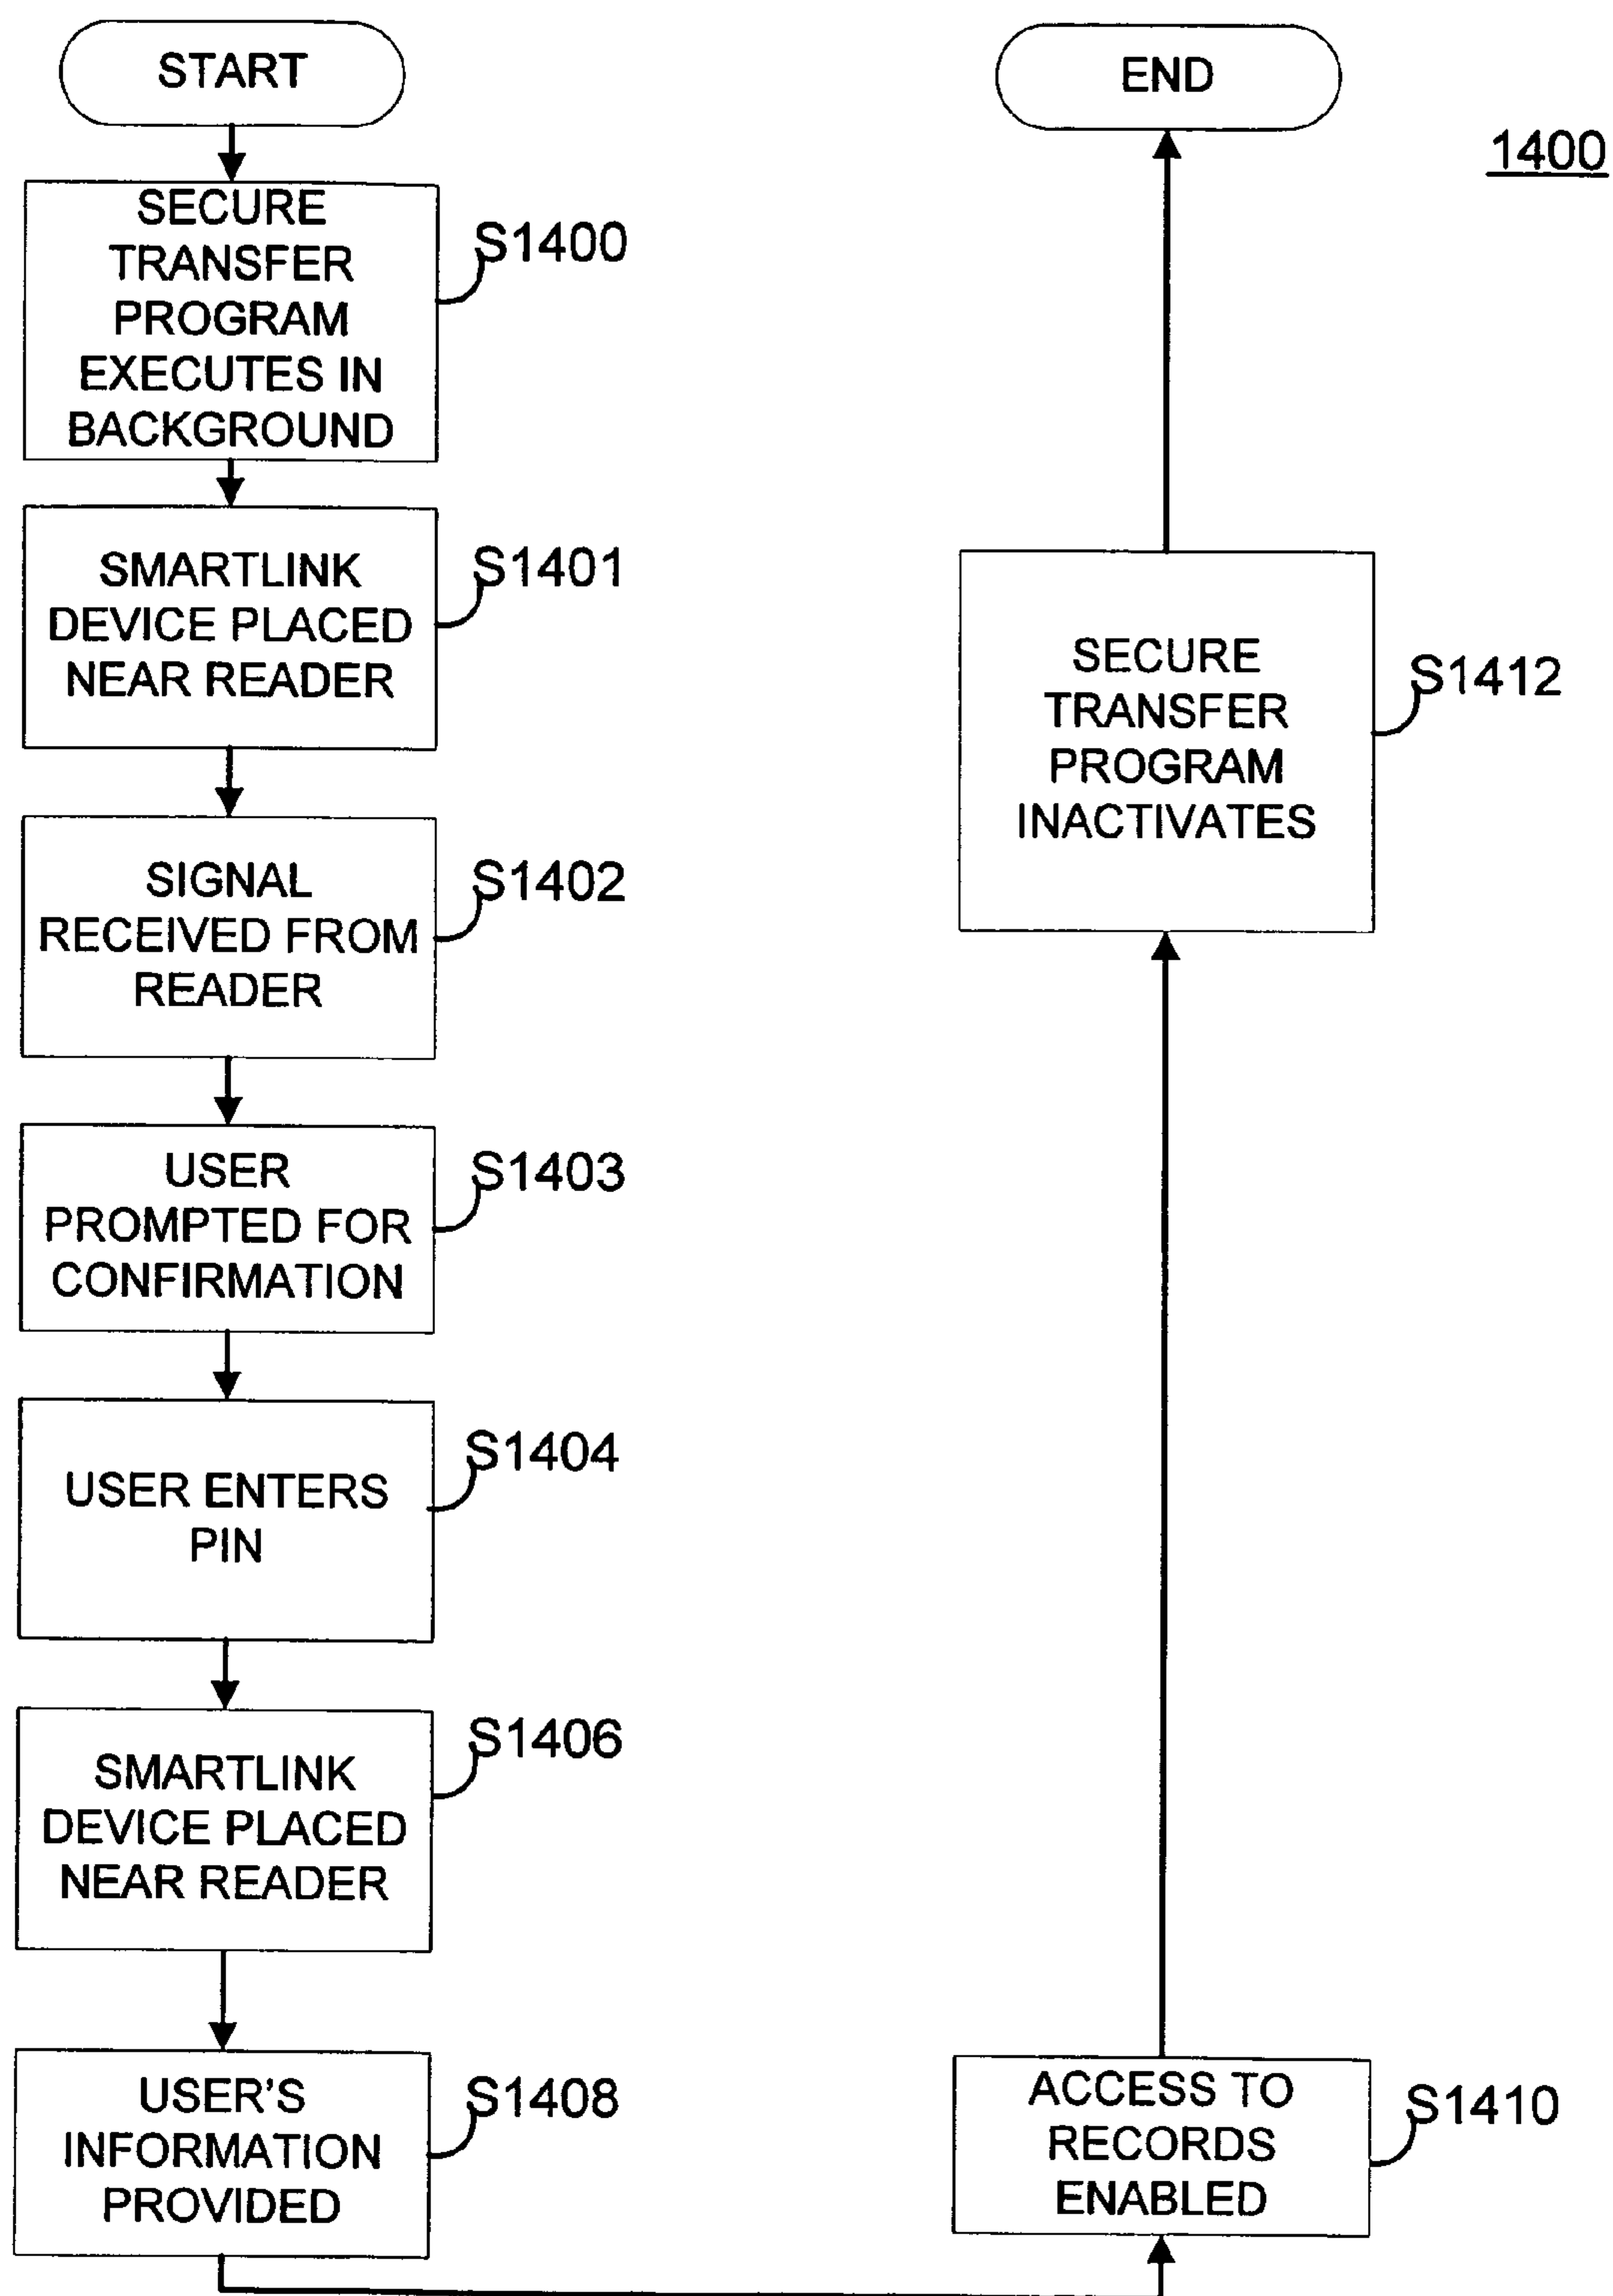 START
SECURE
TRANSFER
PROGRAM
EXECUTES IN
BACKGROUND
S1400
SMARTLINK
DEVICE PLACED
NEAR READER
S1401
SIGNAL
RECEIVED FROM
READER
S1402
USER
PROMPTED FOR
CONFIRMATION
S1403
USER ENTERS
PIN
S1404
SMARTLINK
DEVICE PLACED
NEAR READER
S1406
USER'S
INFORMATION
PROVIDED
S1408
ACCESS TO
RECORDS
ENABLED
S1410
SECURE
TRANSFER
PROGRAM
INACTIVATES
S1412
END
1400